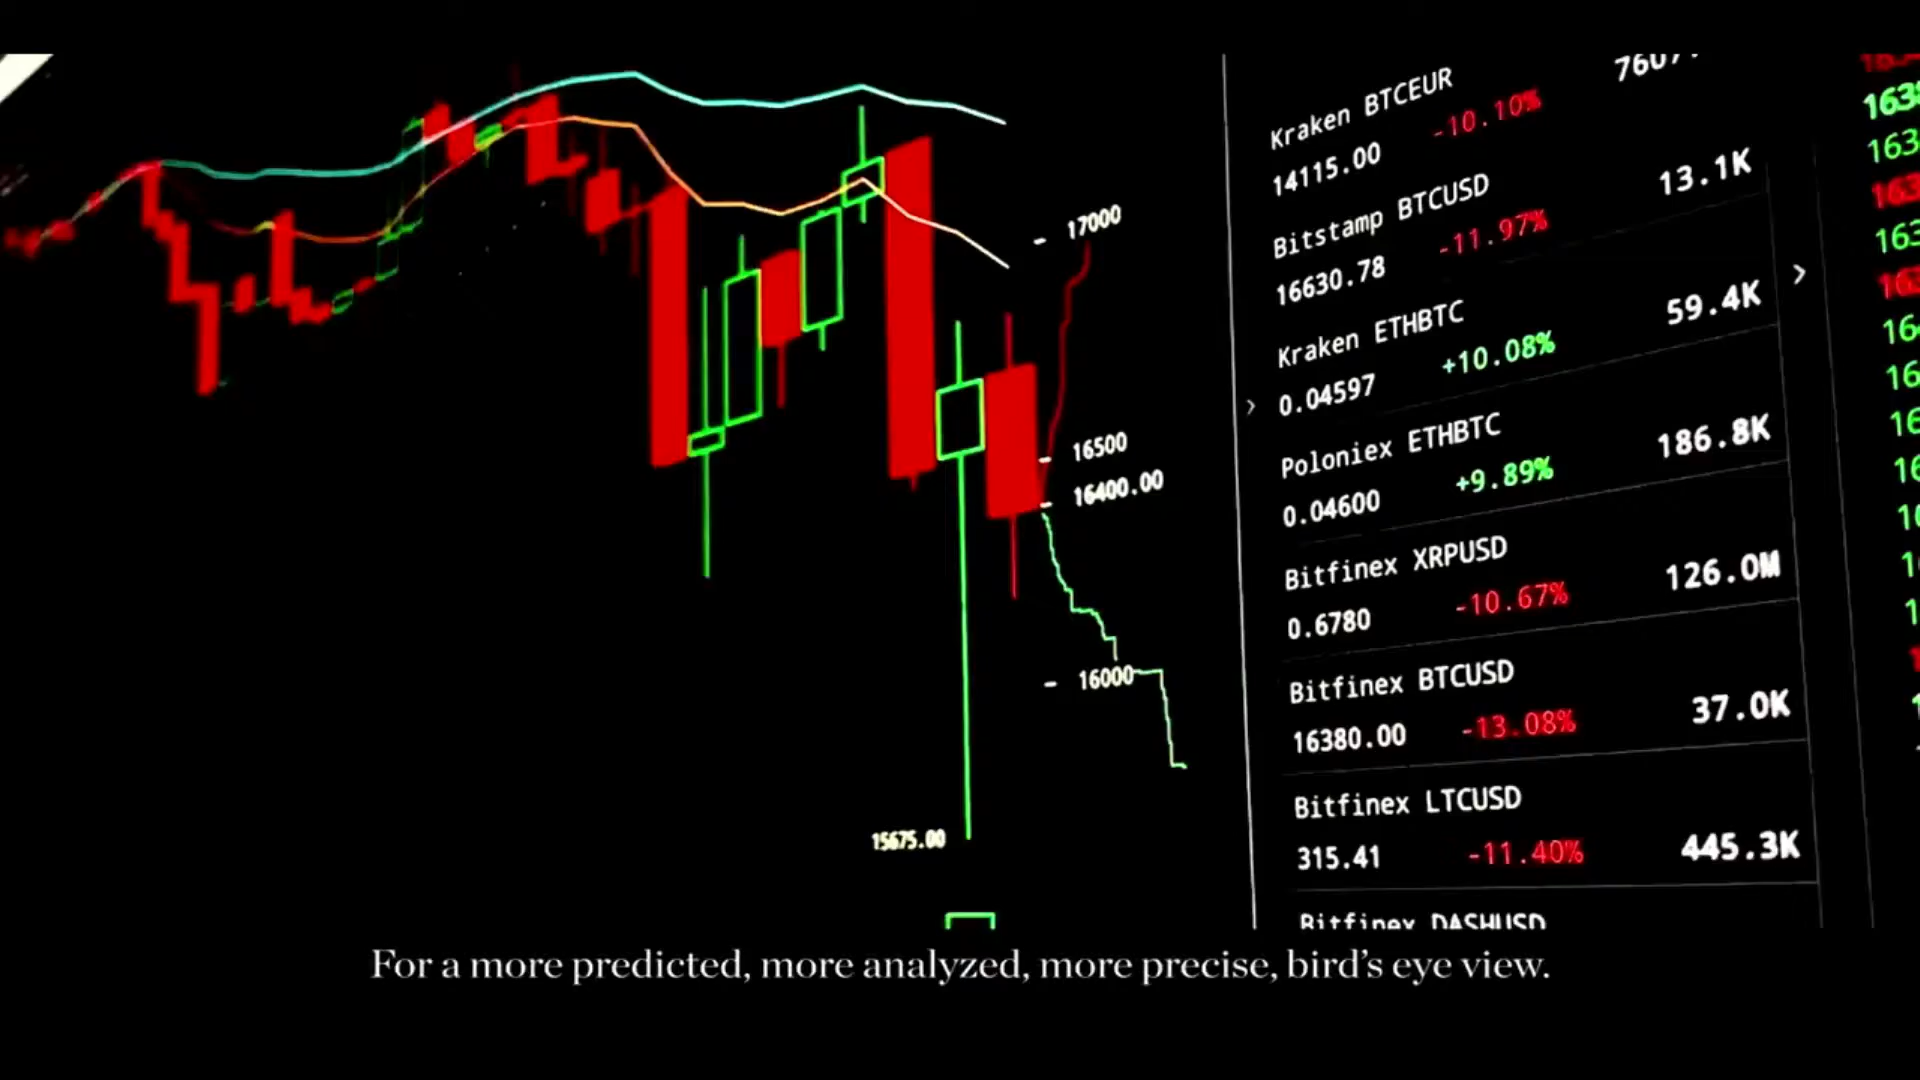 17000
16500
16400.00
16000
15675.00
Kraken BTCEUR
14115.00 -10.10%
Bitstamp BTCUSD
16630.78 -11.97% 13.1K
Kraken ETHBTC
0.04597 +10.08% 59.4K
Poloniex ETHBTC
0.04600 +9.89% 186.8K
Bitfinex XRPUSD
0.6780 -10.67% 126.0M
Bitfinex BTCUSD
16380.00 -13.08% 37.0K
Bitfinex LTCUSD
315.41 -11.40% 445.3K
Bitfinex DASHUSD
For a more predicted, more analyzed, more precise, bird's eye view.